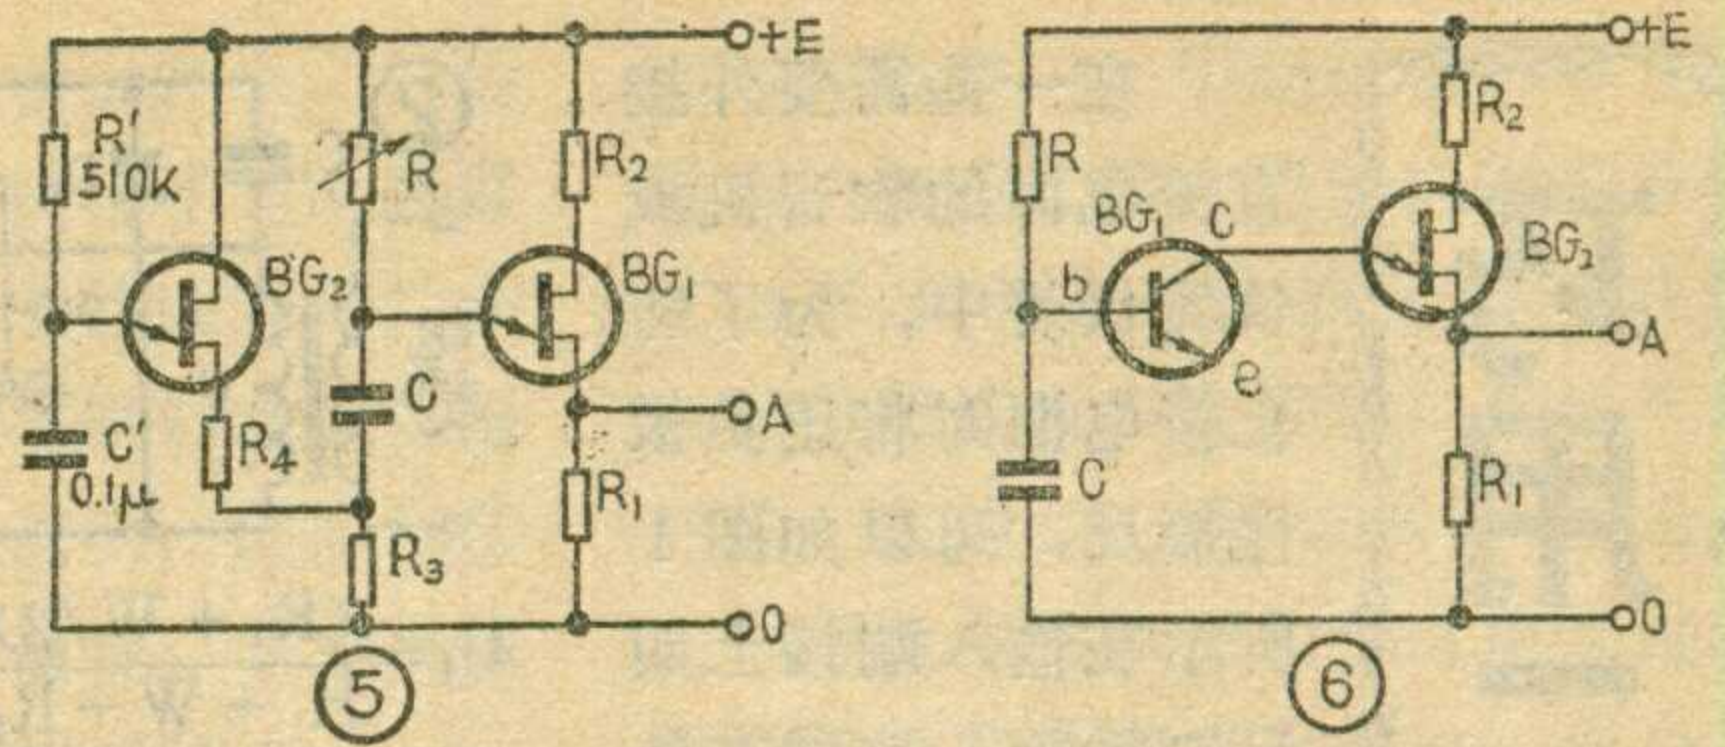 +E
R'
510K
R
R₂
BG₂
BG₁
C'
0.1μ
R₄
C
A
R₁
R₃
0
⑤
+E
R₂
R
BG₁
C
b
e
BG₂
A
C
R₁
0
⑥